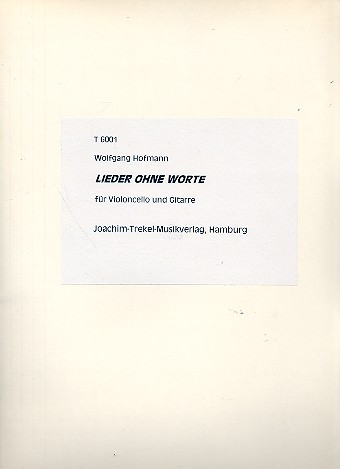 T 6001
Wolfgang Hofmann
LIEDER OHNE WORTE
für Violoncello und Gitarre
Joachim-Trekel-Musikverlag, Hamburg